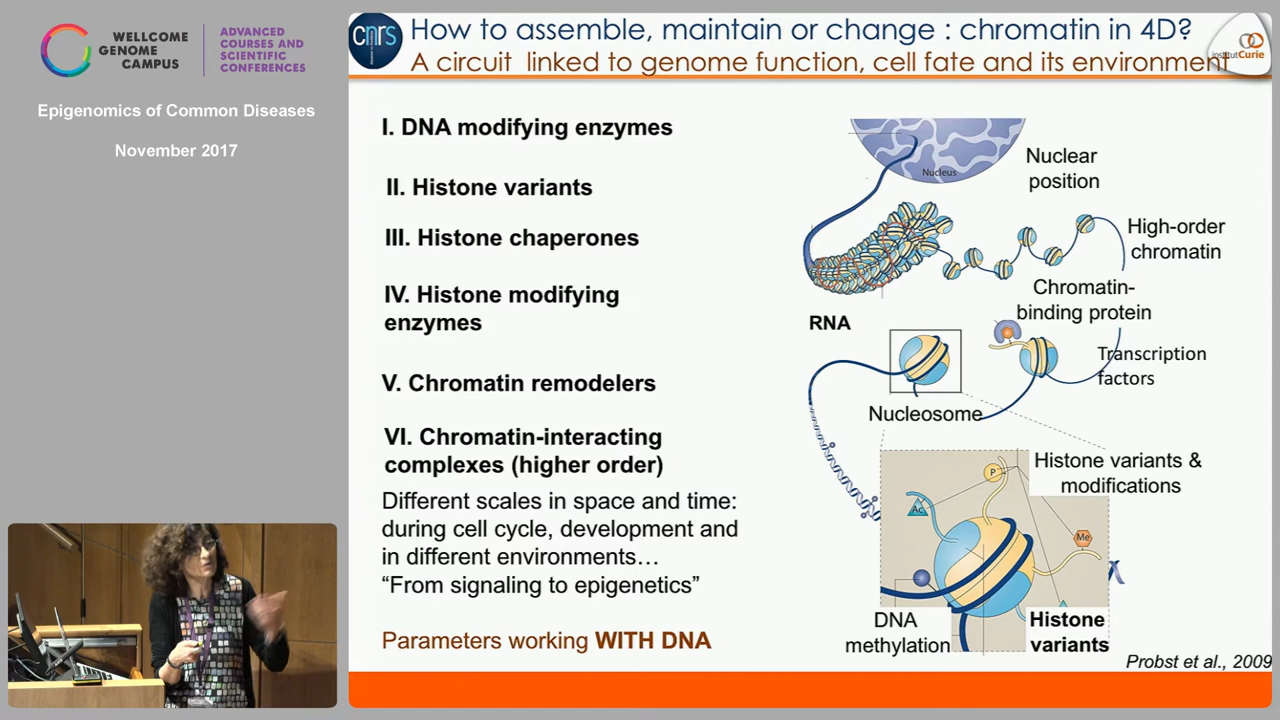 WELLCOME
GENOME
CAMPUS
ADVANCED
COURSES AND
SCIENTIFIC
CONFERENCES
Epigenomics of Common Diseases
November 2017
cnrs
How to assemble, maintain or change : chromatin in 4D?
A circuit linked to genome function, cell fate and its environment
institutCurie
I. DNA modifying enzymes
II. Histone variants
III. Histone chaperones
IV. Histone modifying
enzymes
V. Chromatin remodelers
VI. Chromatin-interacting
complexes (higher order)
Different scales in space and time:
during cell cycle, development and
in different environments…
“From signaling to epigenetics”
Parameters working WITH DNA
Nucleus
Nuclear
position
High-order
chromatin
Chromatin-
binding protein
RNA
Transcription
factors
Nucleosome
Histone variants &
modifications
P
Ac
Me
DNA
methylation
Histone
variants
Probst et al., 2009